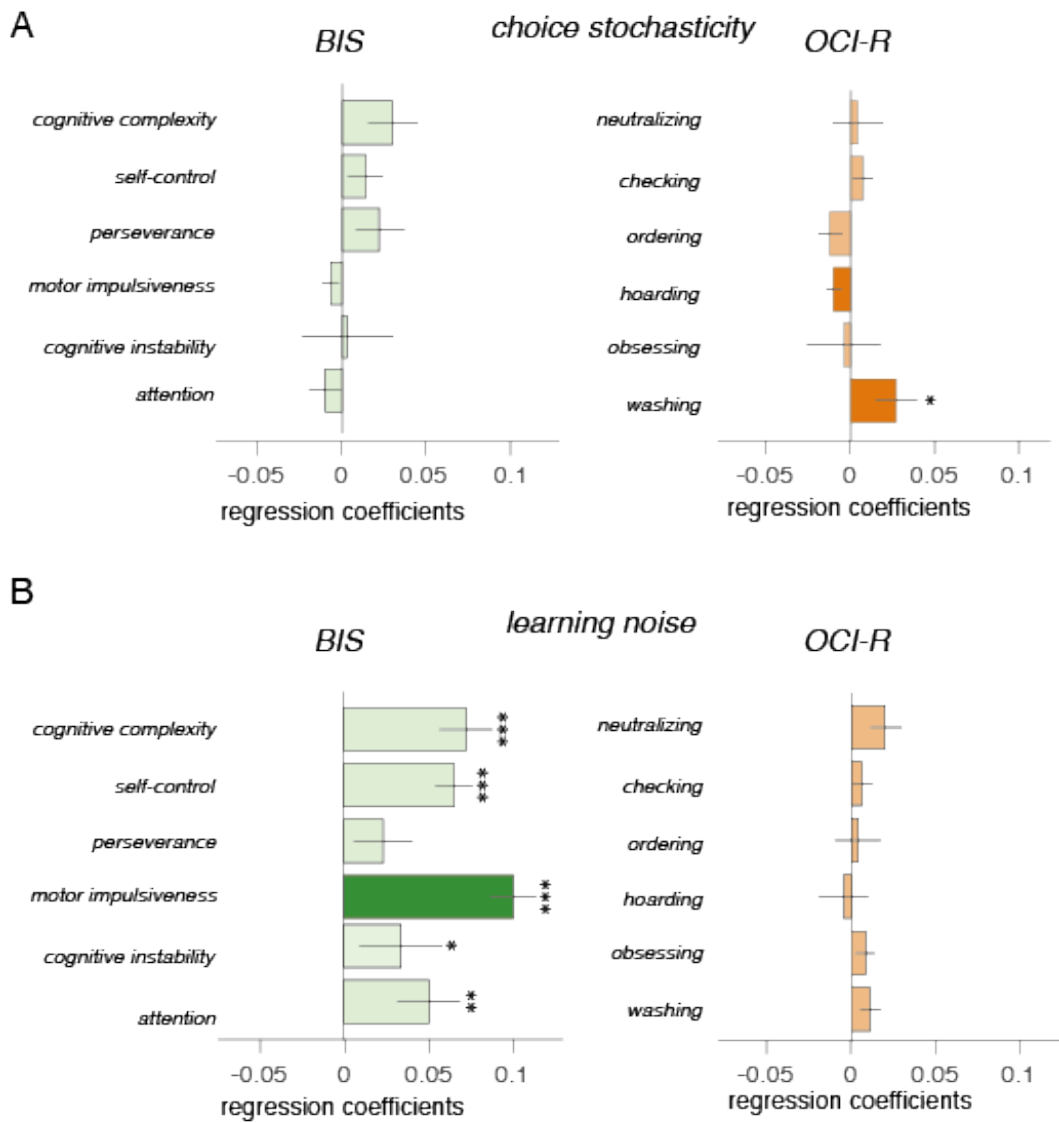 A
choice stochasticity
BIS
OCI-R
cognitive complexity
self-control
perseverance
motor impulsiveness
cognitive instability
attention
-0.05 0 0.05 0.1
regression coefficients
neutralizing
checking
ordering
hoarding
obsessing
washing
*
-0.05 0 0.05 0.1
regression coefficients
B
learning noise
BIS
OCI-R
cognitive complexity
***
self-control
***
perseverance
motor impulsiveness
***
cognitive instability
*
attention
**
-0.05 0 0.05 0.1
regression coefficients
neutralizing
checking
ordering
hoarding
obsessing
washing
-0.05 0 0.05 0.1
regression coefficients